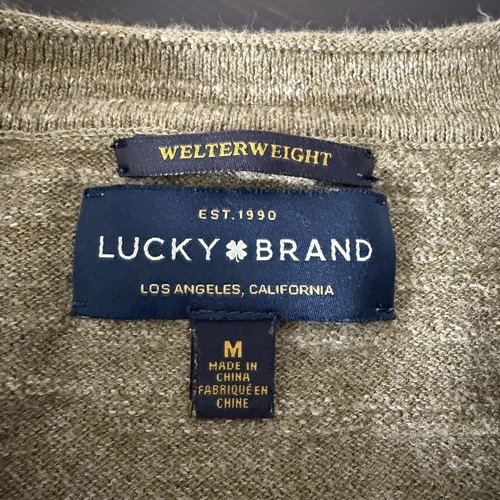 WELTERWEIGHT
EST. 1990
LUCKY BRAND
LOS ANGELES, CALIFORNIA
M
MADE IN
CHINA
FABRIQUÉ EN
CHINE